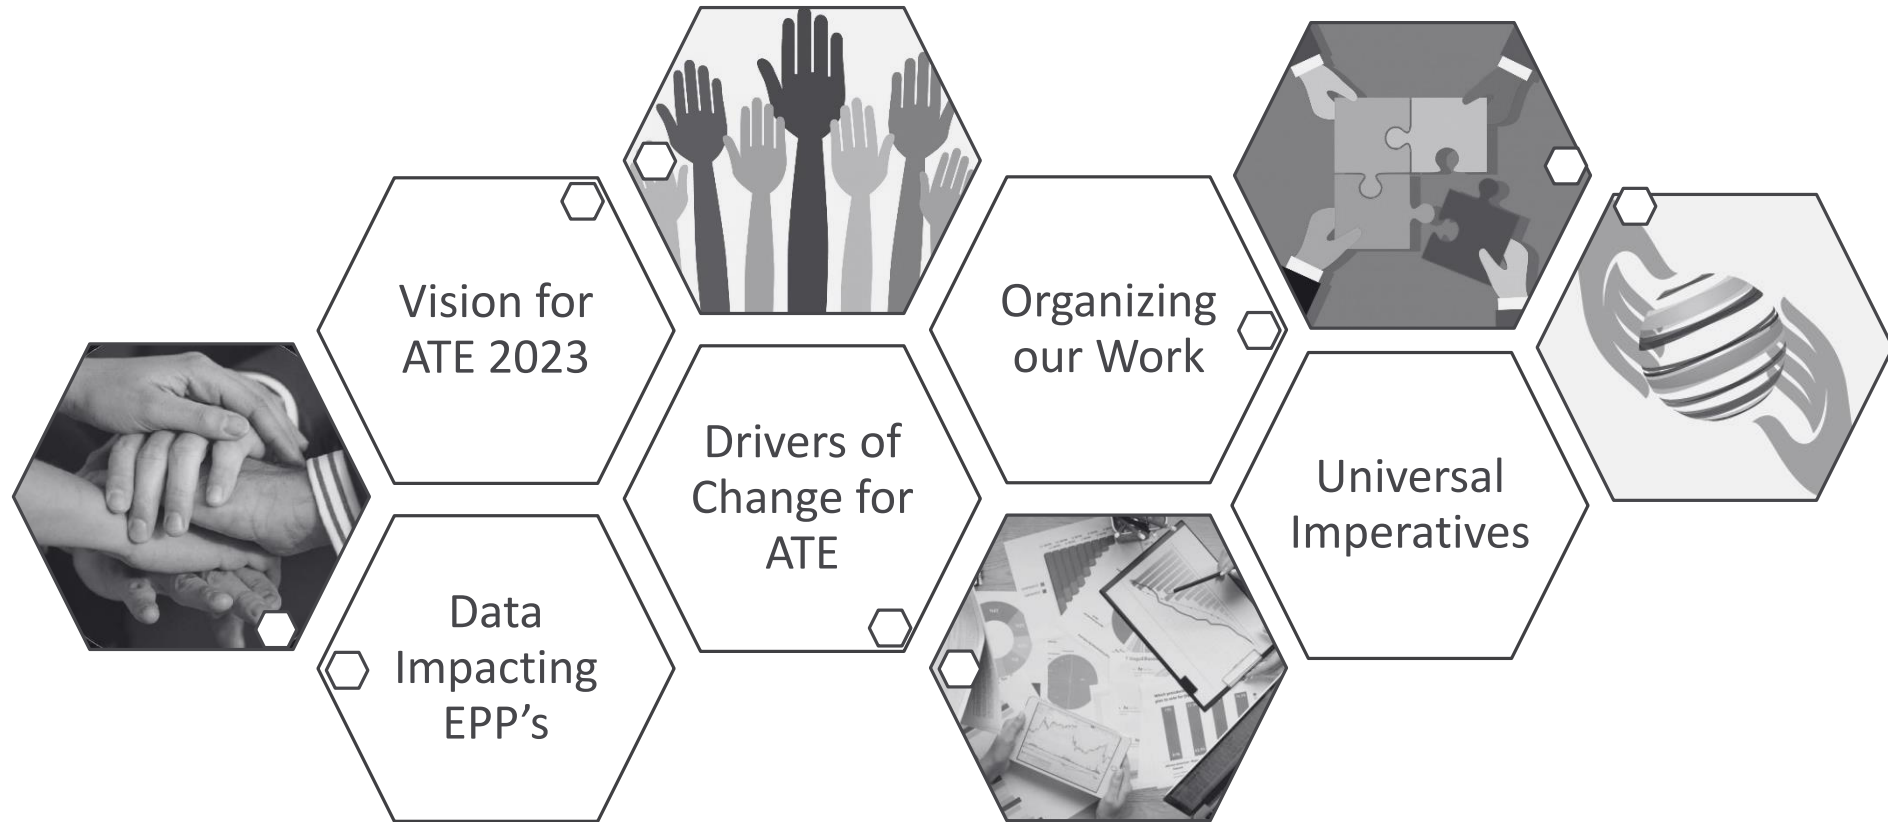 Vision for
ATE 2023
Data
Impacting
EPP’s
Drivers of
Change for
ATE
Organizing
our Work
Universal
Imperatives